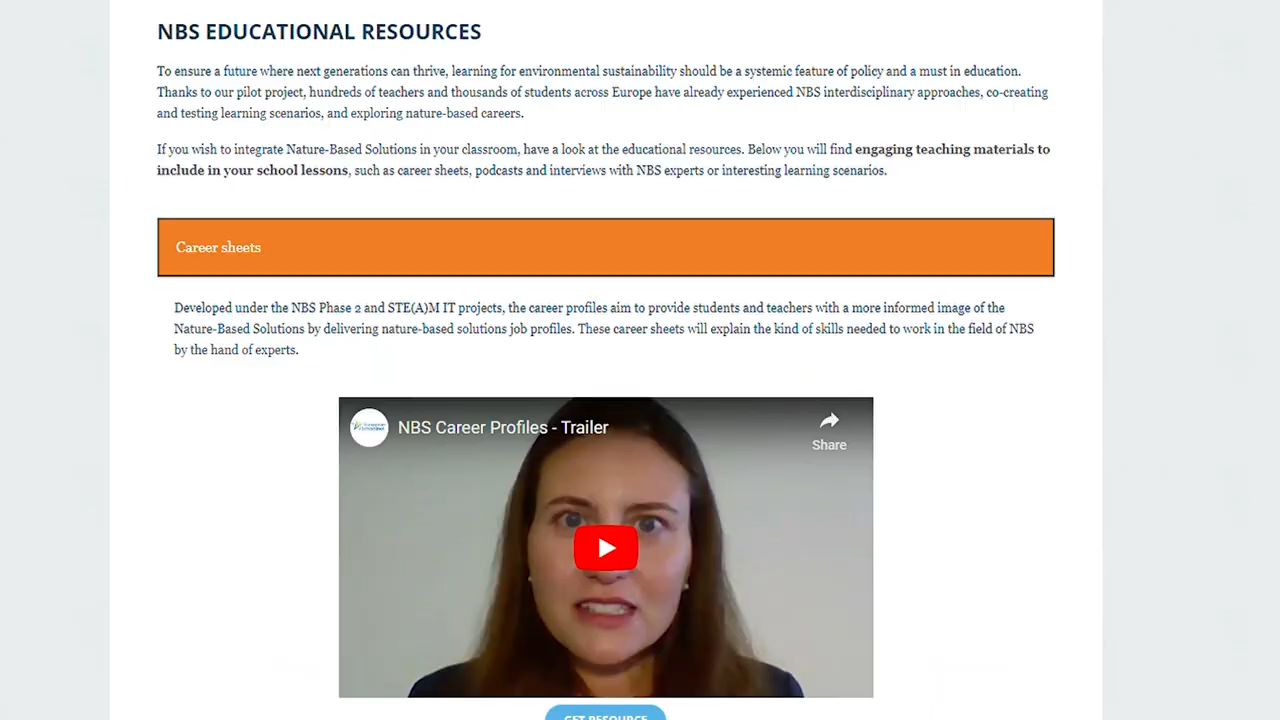 NBS EDUCATIONAL RESOURCES
To ensure a future where next generations can thrive, learning for environmental sustainability should be a systemic feature of policy and a must in education.
Thanks to our pilot project, hundreds of teachers and thousands of students across Europe have already experienced NBS interdisciplinary approaches, co-creating
and testing learning scenarios, and exploring nature-based careers.
If you wish to integrate Nature-Based Solutions in your classroom, have a look at the educational resources. Below you will find engaging teaching materials to
include in your school lessons, such as career sheets, podcasts and interviews with NBS experts or interesting learning scenarios.
Career sheets
Developed under the NBS Phase 2 and STE(A)M IT projects, the career profiles aim to provide students and teachers with a more informed image of the
Nature-Based Solutions by delivering nature-based solutions job profiles. These career sheets will explain the kind of skills needed to work in the field of NBS
by the hand of experts.
NBS Career Profiles - Trailer
Share
GET RESOURCE